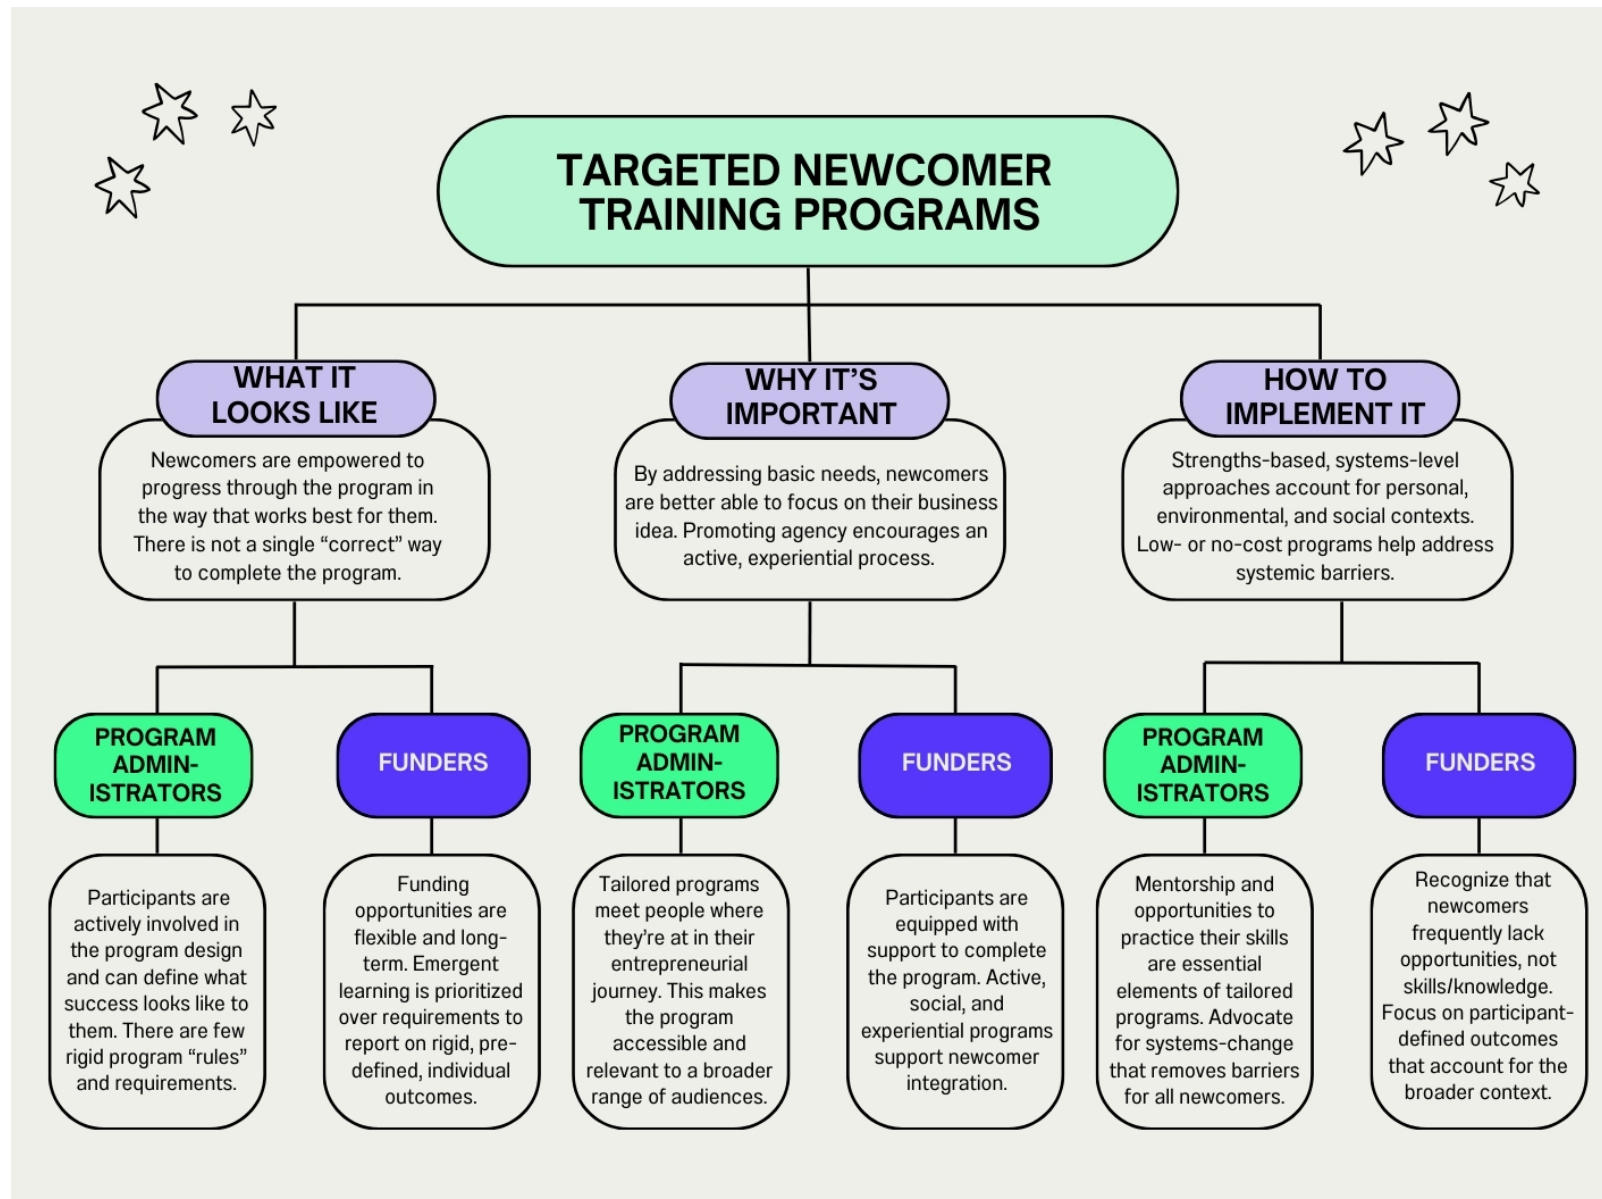 TARGETED NEWCOMER
TRAINING PROGRAMS
WHAT IT
LOOKS LIKE
Newcomers are empowered to
progress through the program in
the way that works best for them.
There is not a single “correct” way
to complete the program.
WHY IT’S
IMPORTANT
By addressing basic needs, newcomers
are better able to focus on their business
idea. Promoting agency encourages an
active, experiential process.
HOW TO
IMPLEMENT IT
Strengths-based, systems-level
approaches account for personal,
environmental, and social contexts.
Low- or no-cost programs help address
systemic barriers.
PROGRAM
ADMIN-
ISTRATORS
Participants are
actively involved in
the program design
and can define what
success looks like to
them. There are few
rigid program “rules”
and requirements.
FUNDERS
Funding
opportunities are
flexible and long-
term. Emergent
learning is prioritized
over requirements to
report on rigid, pre-
defined, individual
outcomes.
PROGRAM
ADMIN-
ISTRATORS
Tailored programs
meet people where
they’re at in their
entrepreneurial
journey. This makes
the program
accessible and
relevant to a broader
range of audiences.
FUNDERS
Participants are
equipped with
support to complete
the program. Active,
social, and
experiential programs
support newcomer
integration.
PROGRAM
ADMIN-
ISTRATORS
Mentorship and
opportunities to
practice their skills
are essential
elements of tailored
programs. Advocate
for systems-change
that removes barriers
for all newcomers.
FUNDERS
Recognize that
newcomers
frequently lack
opportunities, not
skills/knowledge.
Focus on participant-
defined outcomes
that account for the
broader context.